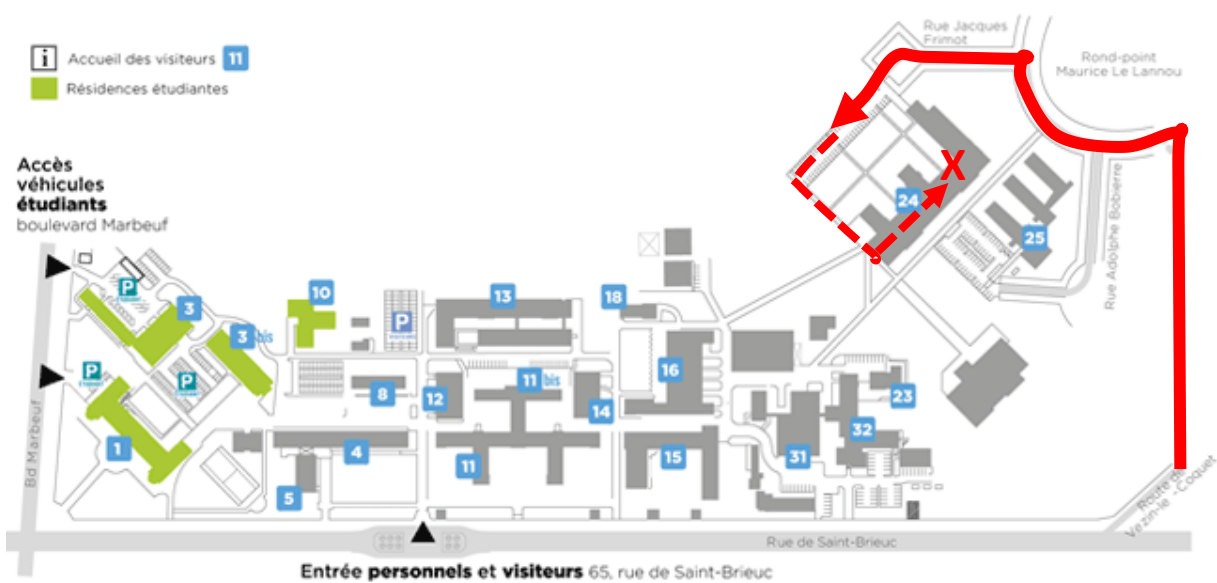 Rue Jacques
Frimot
Rond-point
Maurice Le Lannou
i Accueil des visiteurs 11
Résidences étudiantes
X
24
25
Rue Adolphe Bobierre
Accès
véhicules
étudiants
boulevard Marbeuf
Bd Marbeuf
P
3
3 bis
10
P
13
18
P
P
1
8
12
11 bis
14
16
23
4
5
11
15
31
32
Route de
Vezin-le-Coquet
Rue de Saint-Brieuc
Entrée personnels et visiteurs 65, rue de Saint-Brieuc